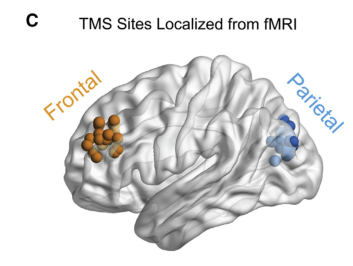 C
TMS Sites Localized from fMRI
Frontal
Parietal